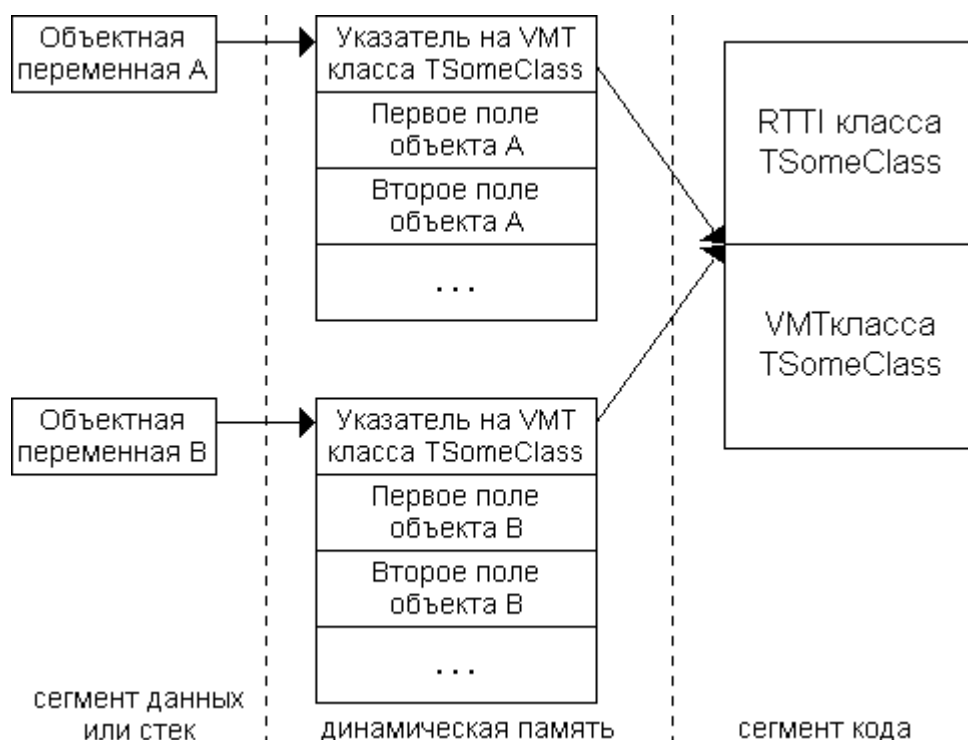 Объектная
переменная A
Указатель на VMT
класса TSomeClass
Первое поле
объекта A
Второе поле
объекта A
. . .
RTTI класса
TSomeClass
VMTкласса
TSomeClass
Объектная
переменная B
Указатель на VMT
класса TSomeClass
Первое поле
объекта B
Второе поле
объекта B
. . .
сегмент данных
или стек
динамическая память
сегмент кода